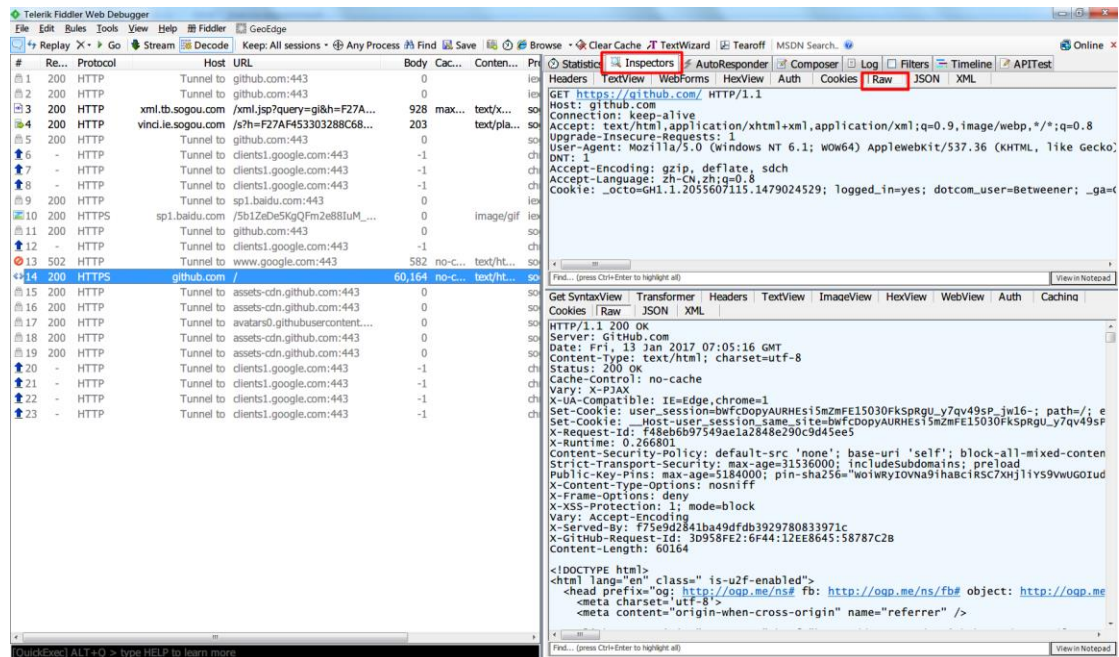 Telerik Fiddler Web Debugger
File Edit Rules Tools View Help Fiddler GeoEdge
Replay X Go Stream Decode Keep: All sessions Any Process Find Save Browse Clear Cache TextWizard Tearoff MSDN Search... Online ×
# Re... Protocol Host URL Body Cac... Conten... Pr
1 200 HTTP Tunnel to github.com:443 0
2 200 HTTP Tunnel to github.com:443 0
3 200 HTTP xml.tb.sogou.com /xml.jsp?query=gi&h=F27A... 928 max... text/x...
4 200 HTTP vinci.ie.sogou.com /s?h=F27AF453303288C68... 203 text/pla...
5 200 HTTP Tunnel to github.com:443 0
6 - HTTP Tunnel to clients1.google.com:443 -1
7 - HTTP Tunnel to clients1.google.com:443 -1
8 - HTTP Tunnel to clients1.google.com:443 -1
9 200 HTTP Tunnel to sp1.baidu.com:443 0
10 200 HTTPS sp1.baidu.com /5b1ZeDe5KgQFm2e88IuM_... 0 image/gif
11 200 HTTP Tunnel to github.com:443 0
12 - HTTP Tunnel to clients1.google.com:443 -1
13 502 HTTP Tunnel to www.google.com:443 582 no-c... text/ht...
14 200 HTTPS github.com / 60,164 no-c... text/ht...
15 200 HTTP Tunnel to assets-cdn.github.com:443 0
16 200 HTTP Tunnel to assets-cdn.github.com:443 0
17 200 HTTP Tunnel to avatars0.githubusercontent.... 0
18 200 HTTP Tunnel to assets-cdn.github.com:443 0
19 200 HTTP Tunnel to assets-cdn.github.com:443 0
20 - HTTP Tunnel to clients1.google.com:443 -1
21 - HTTP Tunnel to clients1.google.com:443 -1
22 - HTTP Tunnel to clients1.google.com:443 -1
23 - HTTP Tunnel to clients1.google.com:443 -1
[QuickExec] ALT+Q > type HELP to learn more
Statistics Inspectors AutoResponder Composer Log Filters Timeline APITest
Headers TextView WebForms HexView Auth Cookies Raw JSON XML
GET https://github.com/ HTTP/1.1
Host: github.com
Connection: keep-alive
Accept: text/html,application/xhtml+xml,application/xml;q=0.9,image/webp,*/*;q=0.8
Upgrade-Insecure-Requests: 1
User-Agent: Mozilla/5.0 (Windows NT 6.1; WOW64) AppleWebKit/537.36 (KHTML, like Gecko)
DNT: 1
Accept-Encoding: gzip, deflate, sdch
Accept-Language: zh-CN,zh;q=0.8
Cookie: _octo=GH1.1.2055607115.1479024529; logged_in=yes; dotcom_user=Betweener; _ga=
Find... (press Ctrl+Enter to highlight all) View in Notepad
Get SyntaxView Transformer Headers TextView ImageView HexView WebView Auth Caching
Cookies Raw JSON XML
HTTP/1.1 200 OK
Server: GitHub.com
Date: Fri, 13 Jan 2017 07:05:16 GMT
Content-Type: text/html; charset=utf-8
Status: 200 OK
Cache-Control: no-cache
Vary: X-PJAX
X-UA-Compatible: IE=Edge,chrome=1
Set-Cookie: user_session=bWfcDopyAURHEsi5mZmFE15030FkSpRgU_y7qv49sP_jw16-; path=/; e
Set-Cookie: __Host-user_session_same_site=bWfcDopyAURHEsi5mZmFE15030FkSpRgU_y7qv49sP
X-Request-Id: f48eb6b97549ae1a2848e290c9d45ee5
X-Runtime: 0.266801
Content-Security-Policy: default-src 'none'; base-uri 'self'; block-all-mixed-conten
Strict-Transport-Security: max-age=31536000; includeSubdomains; preload
Public-Key-Pins: max-age=5184000; pin-sha256="WoiWRyIOVNa9ihaBciRSC7XHjliYS9VwUGOIud
X-Content-Type-Options: nosniff
X-Frame-Options: deny
X-XSS-Protection: 1; mode=block
Vary: Accept-Encoding
X-Served-By: f75e9d2841ba49dfdb3929780833971c
X-GitHub-Request-Id: 3D958FE2:6F44:12EE8645:58787C2B
Content-Length: 60164
<!DOCTYPE html>
<html lang="en" class=" is-u2f-enabled">
<head prefix="og: http://ogp.me/ns# fb: http://ogp.me/ns/fb# object: http://ogp.me
<meta charset='utf-8'>
<meta content="origin-when-cross-origin" name="referrer" />
Find... (press Ctrl+Enter to highlight all) View in Notepad